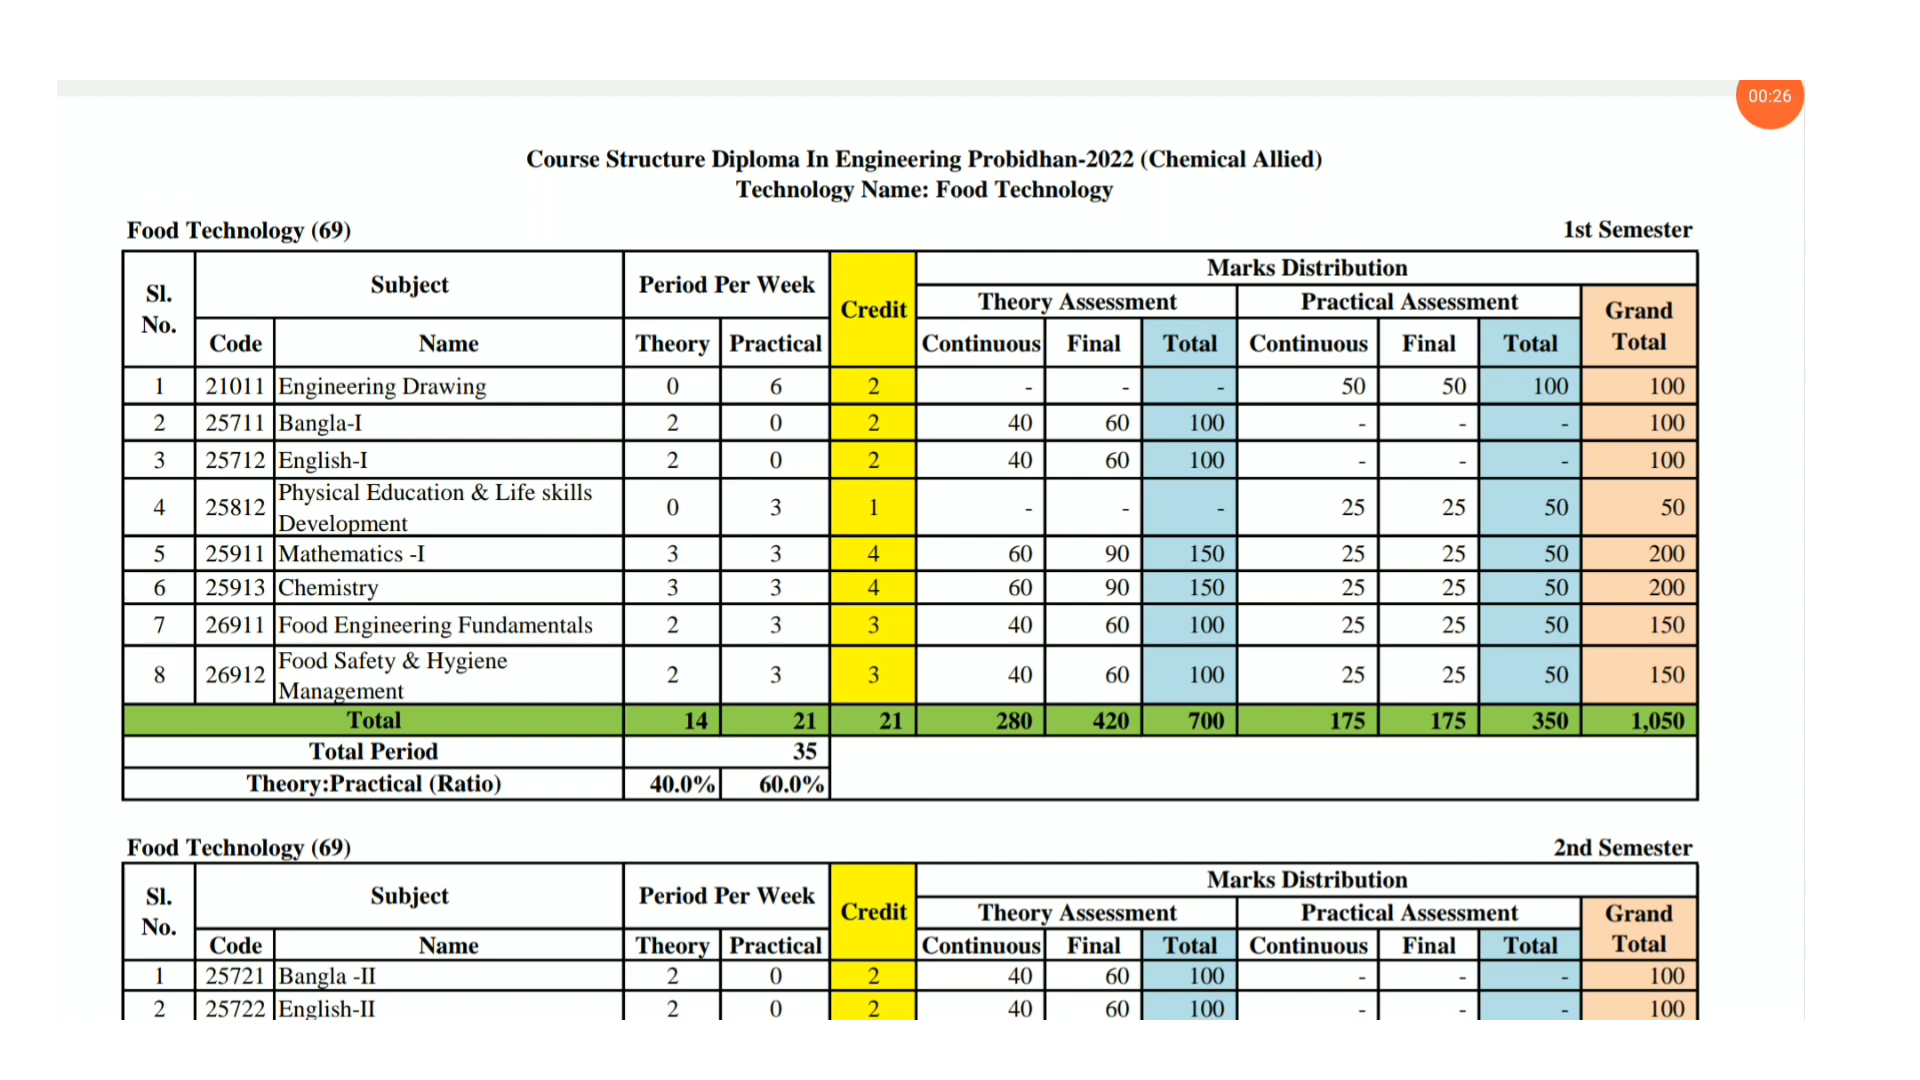 00:26
Course Structure Diploma In Engineering Probidhan-2022 (Chemical Allied)
Technology Name: Food Technology
Food Technology (69) 1st Semester
Sl. No. Subject Period Per Week Credit Marks Distribution
Theory Assessment Practical Assessment Grand Total
Code Name Theory Practical Continuous Final Total Continuous Final Total
1 21011 Engineering Drawing 0 6 2 - - - 50 50 100 100
2 25711 Bangla-I 2 0 2 40 60 100 - - - 100
3 25712 English-I 2 0 2 40 60 100 - - - 100
4 25812 Physical Education & Life skills Development 0 3 1 - - - 25 25 50 50
5 25911 Mathematics -I 3 3 4 60 90 150 25 25 50 200
6 25913 Chemistry 3 3 4 60 90 150 25 25 50 200
7 26911 Food Engineering Fundamentals 2 3 3 40 60 100 25 25 50 150
8 26912 Food Safety & Hygiene Management 2 3 3 40 60 100 25 25 50 150
Total 14 21 21 280 420 700 175 175 350 1,050
Total Period 35
Theory:Practical (Ratio) 40.0% 60.0%
Food Technology (69) 2nd Semester
Sl. No. Subject Period Per Week Credit Marks Distribution
Theory Assessment Practical Assessment Grand Total
Code Name Theory Practical Continuous Final Total Continuous Final Total
1 25721 Bangla -II 2 0 2 40 60 100 - - - 100
2 25722 English-II 2 0 2 40 60 100 - - - 100